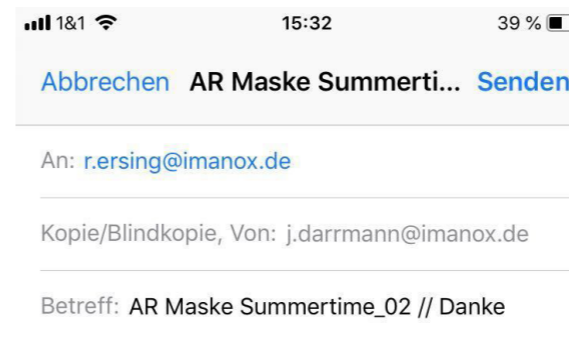 1&1 15:32 39 %
Abbrechen AR Maske Summerti... Senden
An: r.ersing@imanox.de
Kopie/Blindkopie, Von: j.darrmann@imanox.de
Betreff: AR Maske Summertime_02 // Danke